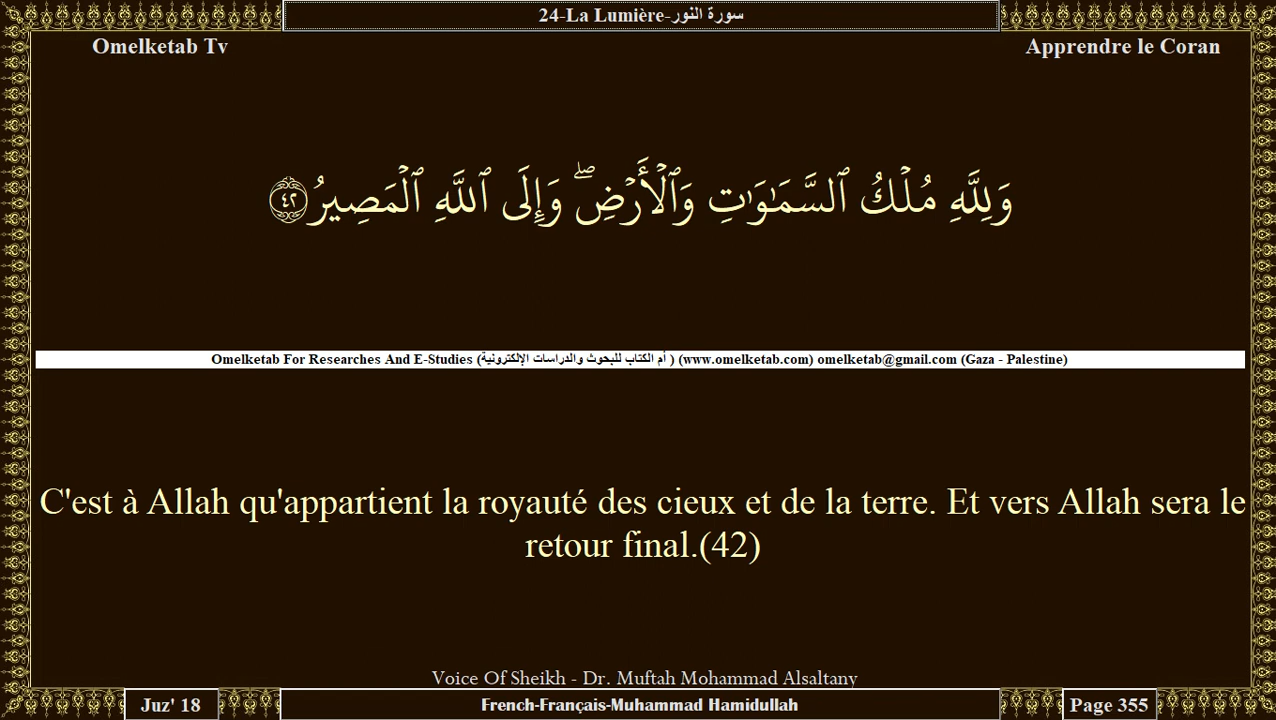 24-La Lumière-سورة النور
Omelketab Tv
Apprendre le Coran
وَلِلَّهِ مُلْكُ ٱلسَّمَـٰوَٰتِ وَٱلْأَرْضِ ۖ وَإِلَى ٱللَّهِ ٱلْمَصِيرُ ﴿٤٢﴾
Omelketab For Researches And E-Studies (أم الكتاب للبحوث والدراسات الإلكترونية ) (www.omelketab.com) omelketab@gmail.com (Gaza - Palestine)
C'est à Allah qu'appartient la royauté des cieux et de la terre. Et vers Allah sera le
retour final.(42)
Voice Of Sheikh - Dr. Muftah Mohammad Alsaltany
Juz' 18
French-Français-Muhammad Hamidullah
Page 355